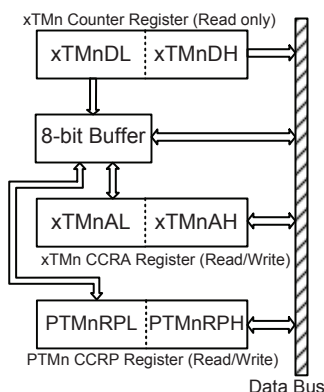 xTMn Counter Register (Read only)
xTMnDL xTMnDH
8-bit Buffer
xTMnAL xTMnAH
xTMn CCRA Register (Read/Write)
PTMnRPL PTMnRPH
PTMn CCRP Register (Read/Write)
Data Bus